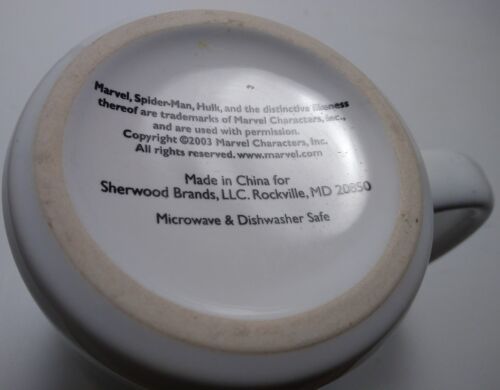 Marvel, Spider-Man, Hulk, and the distinctive likeness
thereof are trademarks of Marvel Characters, Inc.,
and are used with permission.
Copyright ©2003 Marvel Characters, Inc.
All rights reserved. www.marvel.com
Made in China for
Sherwood Brands, LLC. Rockville, MD 20850
Microwave & Dishwasher Safe